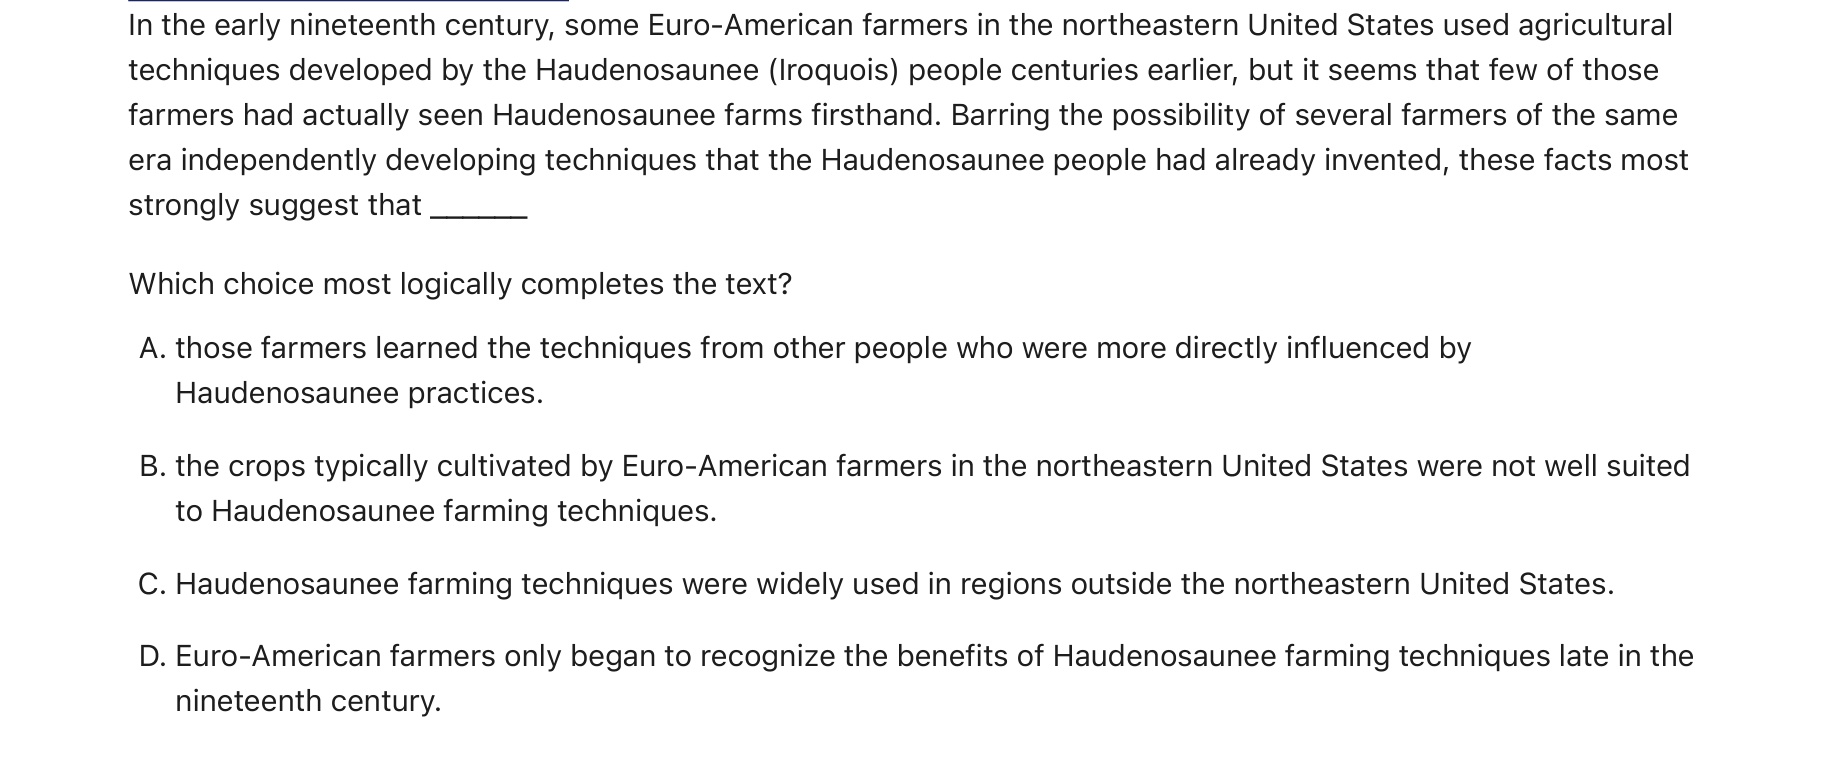 In the early nineteenth century, some Euro-American farmers in the northeastern United States used agricultural
techniques developed by the Haudenosaunee (Iroquois) people centuries earlier, but it seems that few of those
farmers had actually seen Haudenosaunee farms firsthand. Barring the possibility of several farmers of the same
era independently developing techniques that the Haudenosaunee people had already invented, these facts most
strongly suggest that ______
Which choice most logically completes the text?
A. those farmers learned the techniques from other people who were more directly influenced by
Haudenosaunee practices.
B. the crops typically cultivated by Euro-American farmers in the northeastern United States were not well suited
to Haudenosaunee farming techniques.
C. Haudenosaunee farming techniques were widely used in regions outside the northeastern United States.
D. Euro-American farmers only began to recognize the benefits of Haudenosaunee farming techniques late in the
nineteenth century.